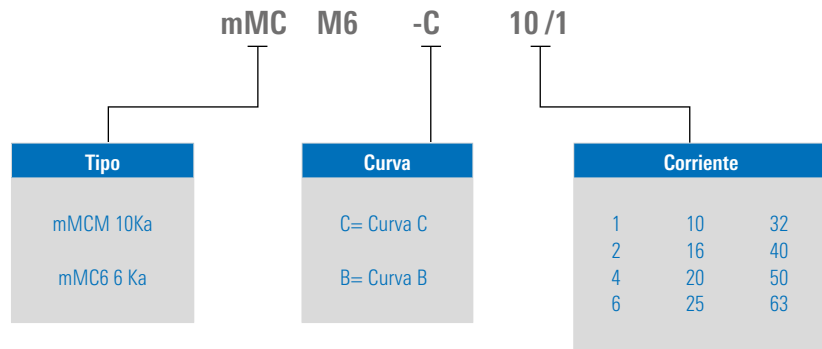 mMC M6 -C 10 /1
Tipo
mMCM 10Ka
mMC6 6 Ka
Curva
C= Curva C
B= Curva B
Corriente
1 10 32
2 16 40
4 20 50
6 25 63